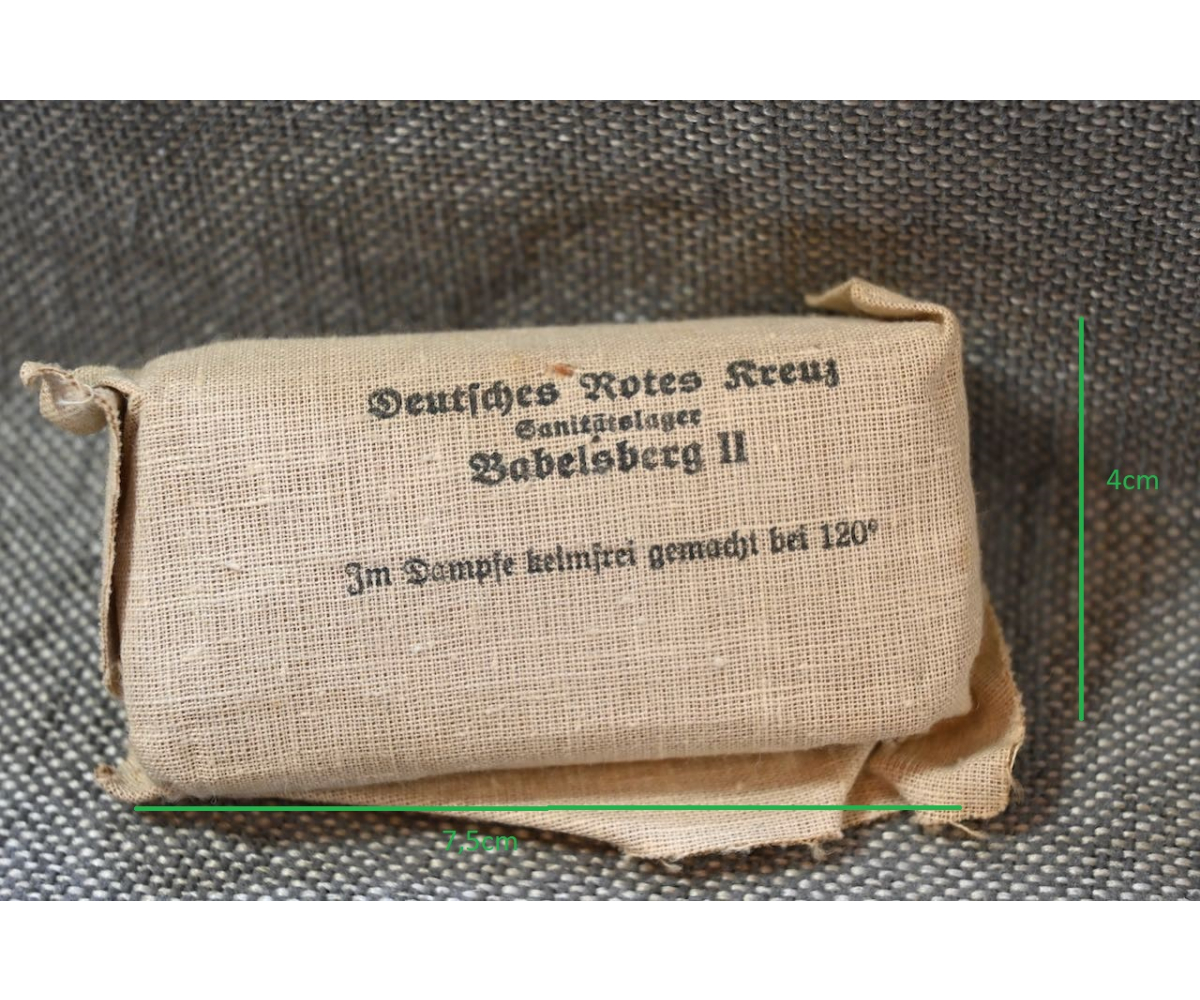 Deutsches Rotes Kreuz
Sanitätslager
Babelsberg II
Im Dampfe keimfrei gemacht bei 120°
4cm
7,5cm